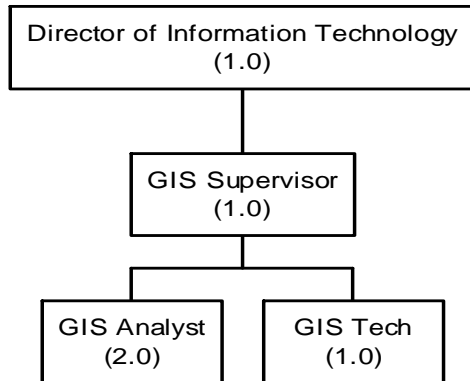 Director of Information Technology
(1.0)
GIS Supervisor
(1.0)
GIS Analyst
(2.0)
GIS Tech
(1.0)